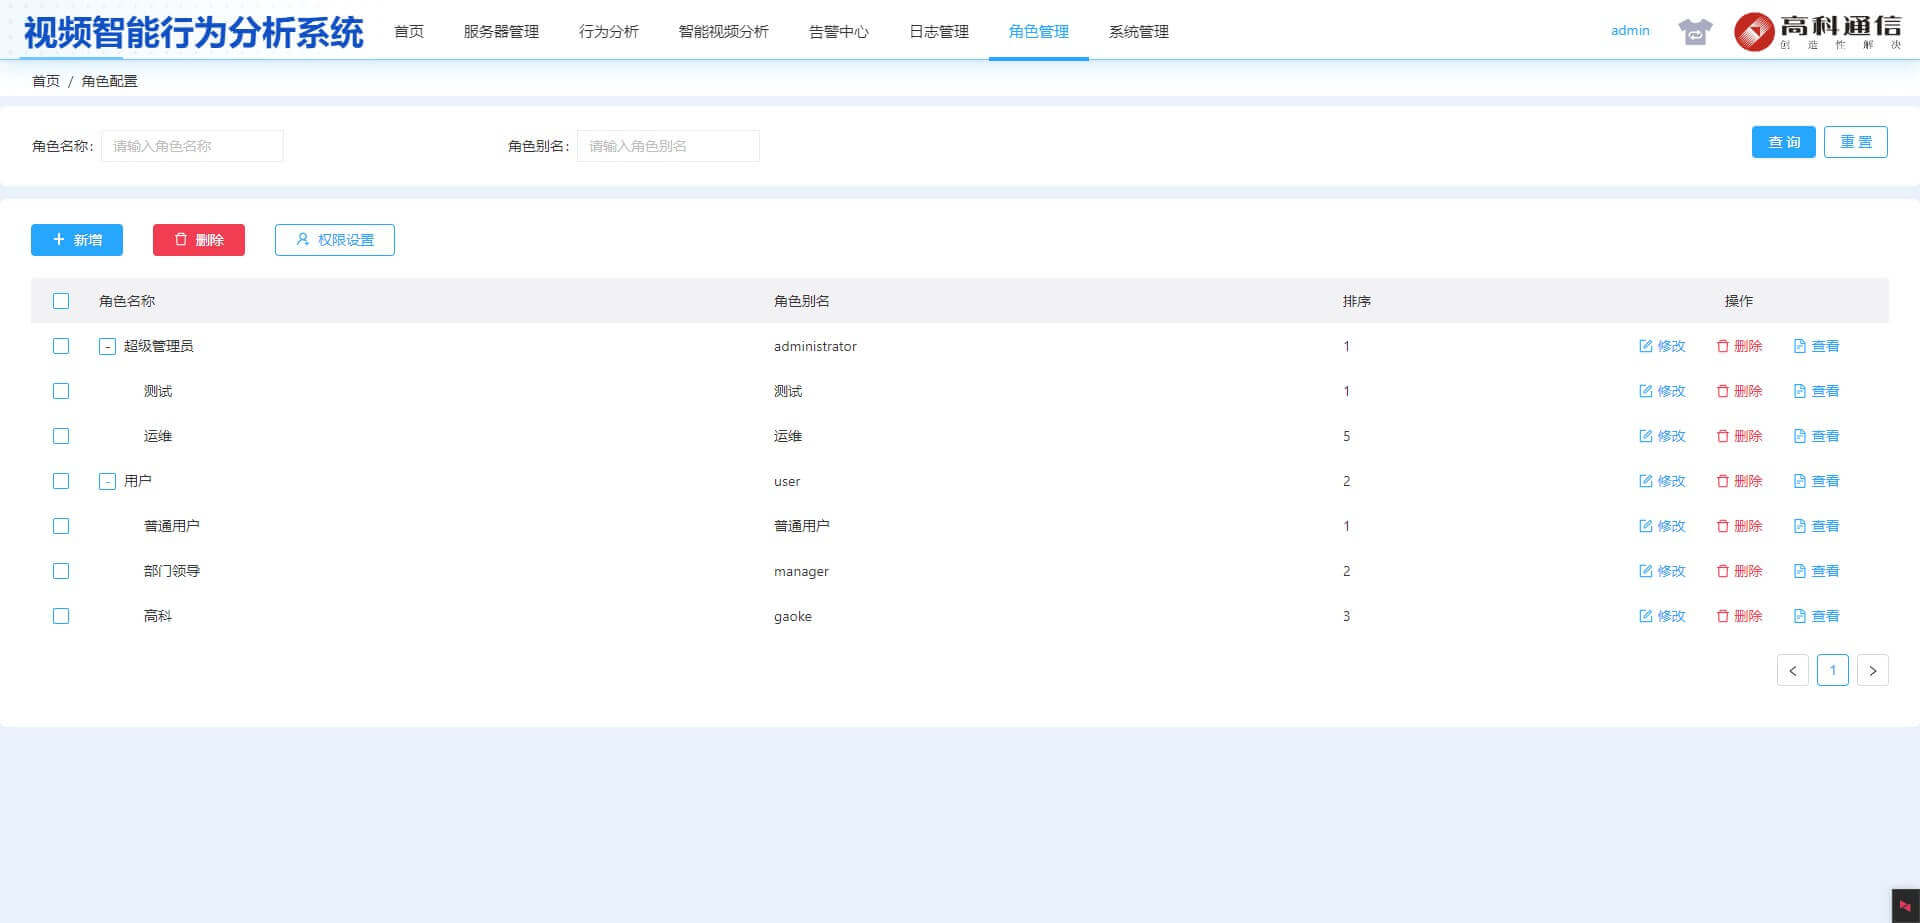 视频智能行为分析系统 首页 服务器管理 行为分析 智能视频分析 告警中心 日志管理 角色管理 系统管理 admin 高科通信
创造性解决
首页 / 角色配置
角色名称: 请输入角色名称 角色别名: 请输入角色别名 查询 重置
+ 新增 删除 权限设置
角色名称 角色别名 排序 操作
- 超级管理员 administrator 1 修改 删除 查看
测试 测试 1 修改 删除 查看
运维 运维 5 修改 删除 查看
- 用户 user 2 修改 删除 查看
普通用户 普通用户 1 修改 删除 查看
部门领导 manager 2 修改 删除 查看
高科 gaoke 3 修改 删除 查看
< 1 >